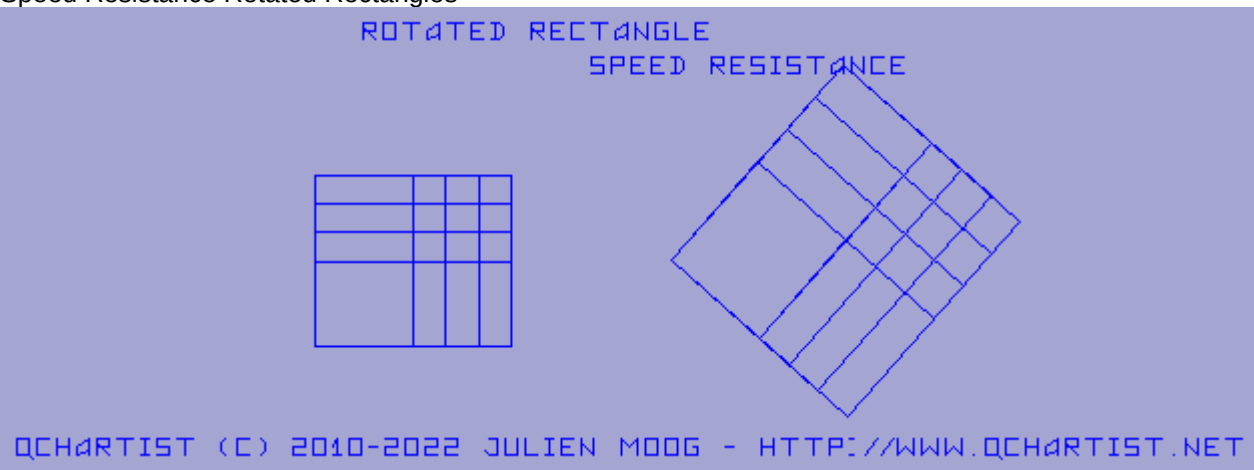 Speed Resistance Rotated Rectangles
ROTATED RECTANGLE
SPEED RESISTANCE
QCHARTIST (C) 2010-2022 JULIEN MOOG - HTTP://WWW.QCHARTIST.NET